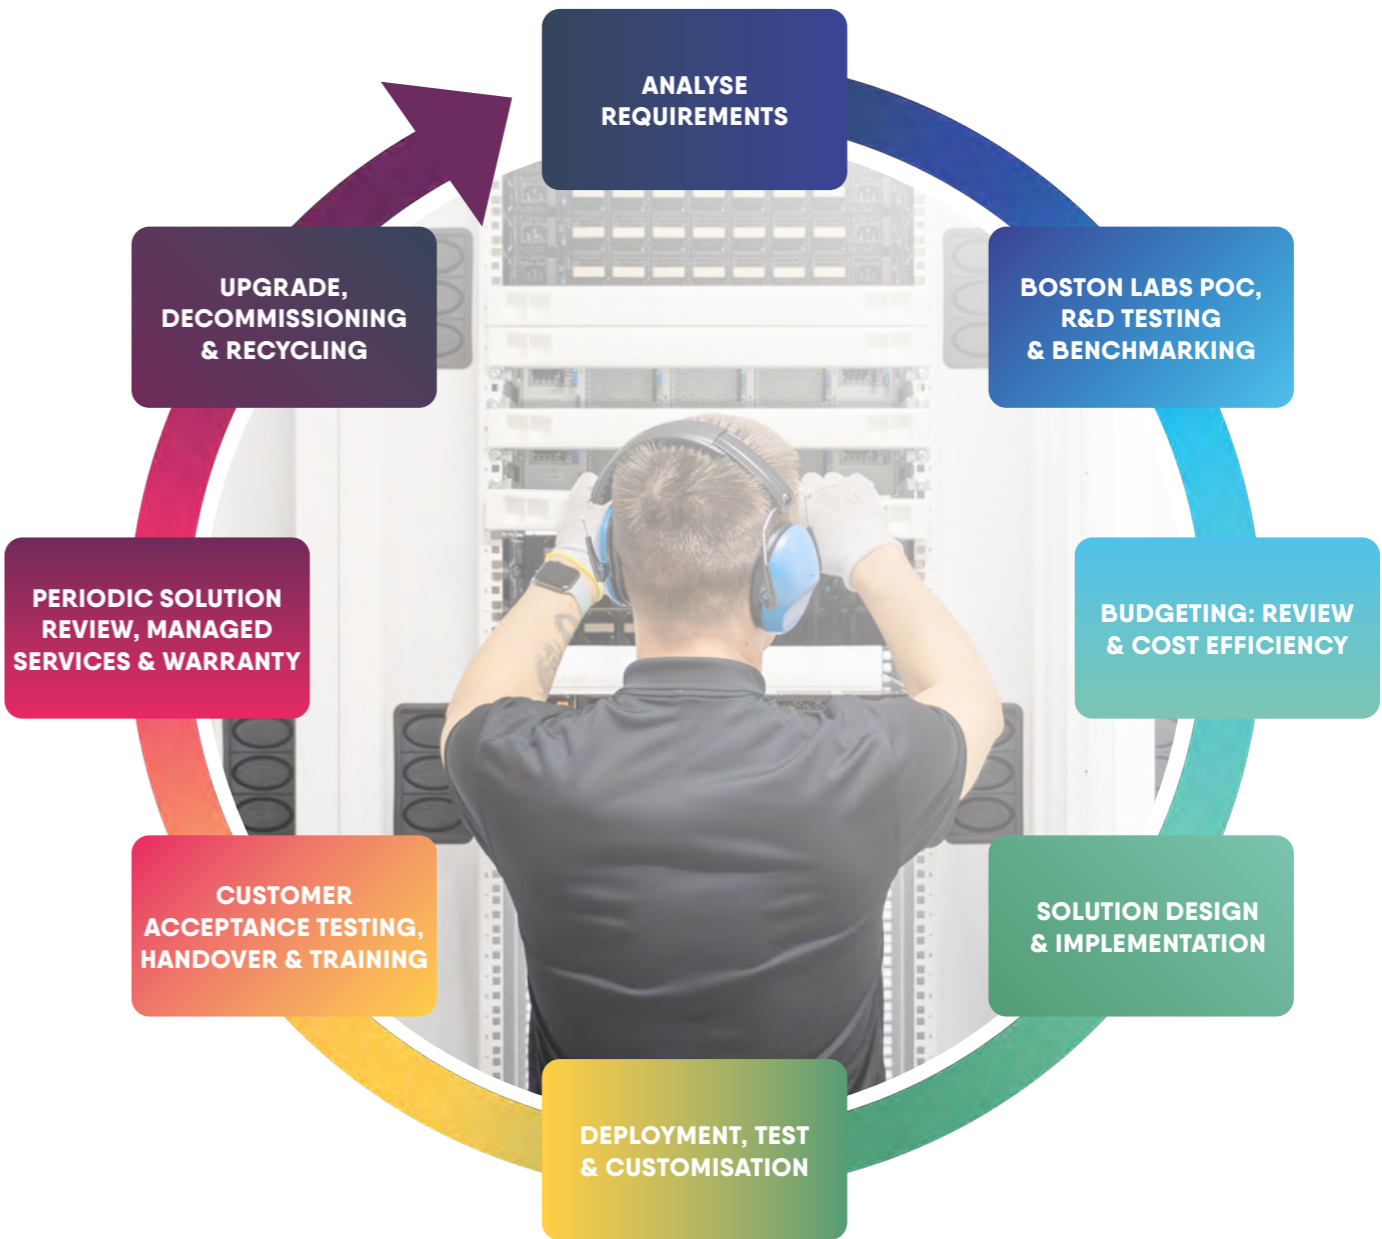 ANALYSE
REQUIREMENTS
BOSTON LABS POC,
R&D TESTING
& BENCHMARKING
BUDGETING: REVIEW
& COST EFFICIENCY
SOLUTION DESIGN
& IMPLEMENTATION
DEPLOYMENT, TEST
& CUSTOMISATION
CUSTOMER
ACCEPTANCE TESTING,
HANDOVER & TRAINING
PERIODIC SOLUTION
REVIEW, MANAGED
SERVICES & WARRANTY
UPGRADE,
DECOMMISSIONING
& RECYCLING